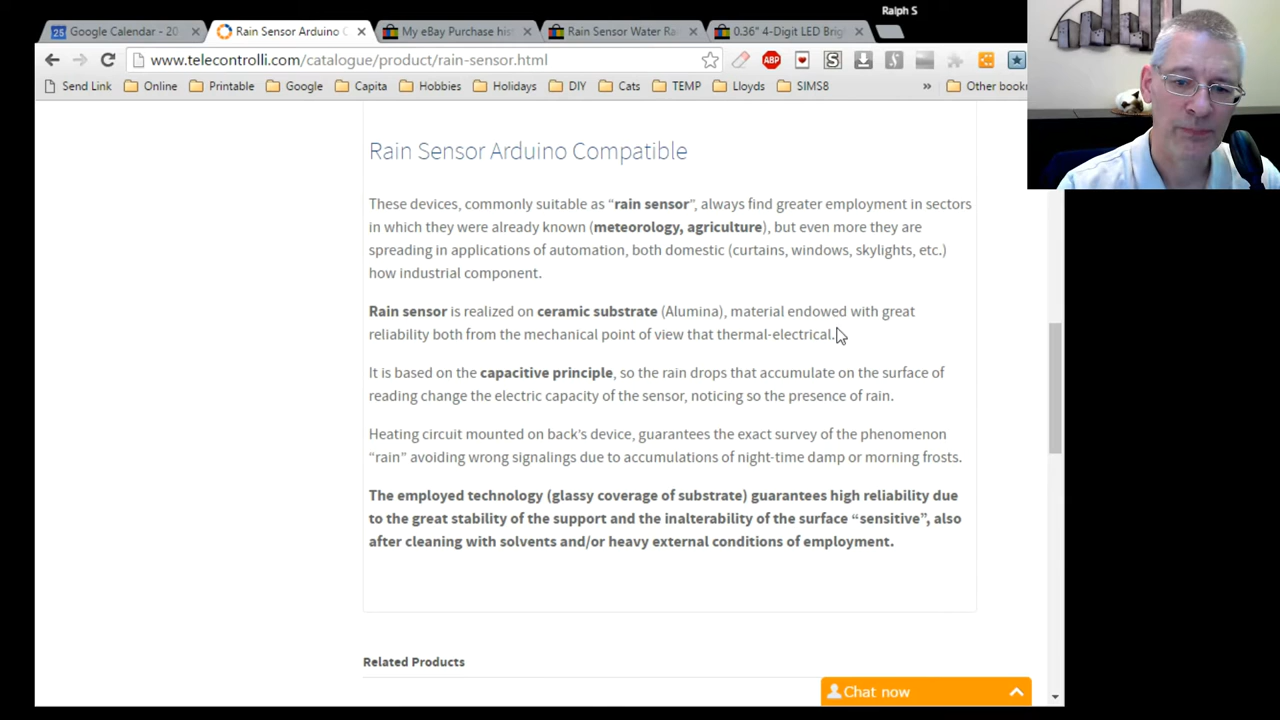 Ralph S
25 Google Calendar - 20
Rain Sensor Arduino C
My eBay Purchase hist
Rain Sensor Water Ra
0.36" 4-Digit LED Brig
www.telecontrolli.com/catalogue/product/rain-sensor.html
ABP
S
Send Link
Online
Printable
Google
Capita
Hobbies
Holidays
DIY
Cats
TEMP
Lloyds
SIMS8
»
Other bookn
Rain Sensor Arduino Compatible
These devices, commonly suitable as “rain sensor”, always find greater employment in sectors
in which they were already known (meteorology, agriculture), but even more they are
spreading in applications of automation, both domestic (curtains, windows, skylights, etc.)
how industrial component.
Rain sensor is realized on ceramic substrate (Alumina), material endowed with great
reliability both from the mechanical point of view that thermal-electrical.
It is based on the capacitive principle, so the rain drops that accumulate on the surface of
reading change the electric capacity of the sensor, noticing so the presence of rain.
Heating circuit mounted on back’s device, guarantees the exact survey of the phenomenon
“rain” avoiding wrong signalings due to accumulations of night-time damp or morning frosts.
The employed technology (glassy coverage of substrate) guarantees high reliability due
to the great stability of the support and the inalterability of the surface “sensitive”, also
after cleaning with solvents and/or heavy external conditions of employment.
Related Products
Chat now